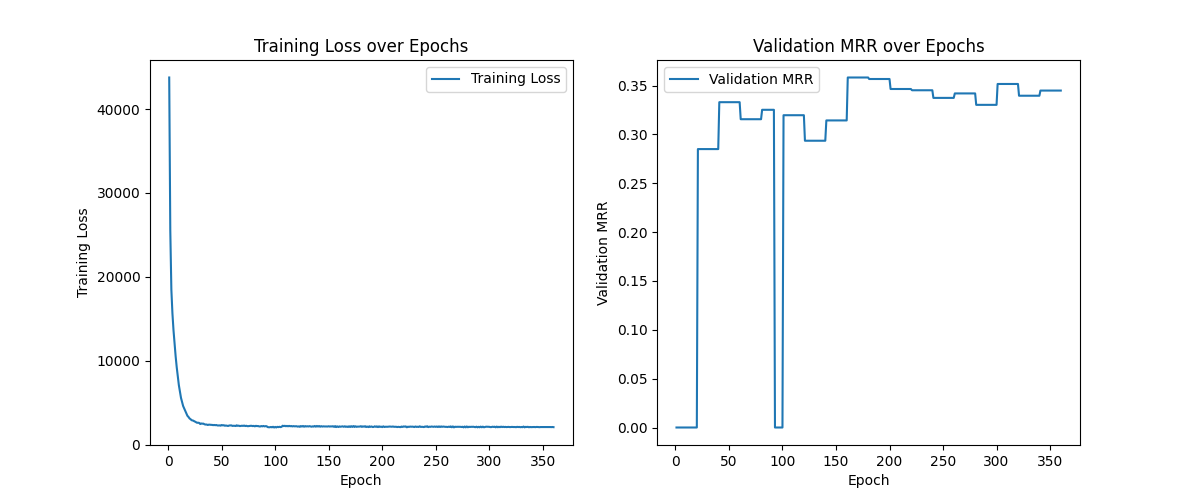 Training Loss over Epochs
Training Loss
40000
30000
20000
10000
0
Training Loss
0 50 100 150 200 250 300 350
Epoch
Validation MRR over Epochs
Validation MRR
0.35
0.30
0.25
0.20
0.15
0.10
0.05
0.00
Validation MRR
0 50 100 150 200 250 300 350
Epoch